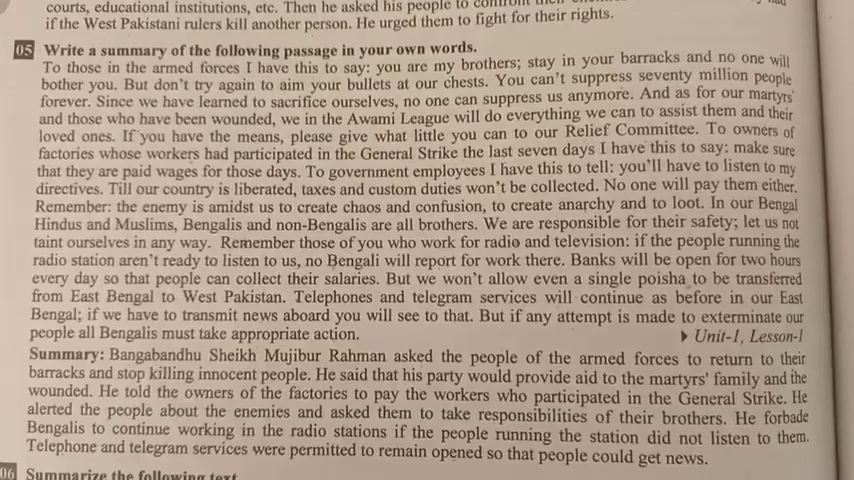 courts, educational institutions, etc. Then he asked his people to confront
if the West Pakistani rulers kill another person. He urged them to fight for their rights.
05 Write a summary of the following passage in your own words.
To those in the armed forces I have this to say: you are my brothers; stay in your barracks and no one will
bother you. But don't try again to aim your bullets at our chests. You can't suppress seventy million people
forever. Since we have learned to sacrifice ourselves, no one can suppress us anymore. And as for our martyrs'
and those who have been wounded, we in the Awami League will do everything we can to assist them and their
loved ones. If you have the means, please give what little you can to our Relief Committee. To owners of
factories whose workers had participated in the General Strike the last seven days I have this to say: make sure
that they are paid wages for those days. To government employees I have this to tell: you'll have to listen to my
directives. Till our country is liberated, taxes and custom duties won't be collected. No one will pay them either.
Remember: the enemy is amidst us to create chaos and confusion, to create anarchy and to loot. In our Bengal
Hindus and Muslims, Bengalis and non-Bengalis are all brothers. We are responsible for their safety; let us not
taint ourselves in any way. Remember those of you who work for radio and television: if the people running the
radio station aren't ready to listen to us, no Bengali will report for work there. Banks will be open for two hours
every day so that people can collect their salaries. But we won't allow even a single poisha to be transferred
from East Bengal to West Pakistan. Telephones and telegram services will continue as before in our East
Bengal; if we have to transmit news aboard you will see to that. But if any attempt is made to exterminate our
people all Bengalis must take appropriate action. Unit-1, Lesson-1
Summary: Bangabandhu Sheikh Mujibur Rahman asked the people of the armed forces to return to their
barracks and stop killing innocent people. He said that his party would provide aid to the martyrs' family and the
wounded. He told the owners of the factories to pay the workers who participated in the General Strike. He
alerted the people about the enemies and asked them to take responsibilities of their brothers. He forbade
Bengalis to continue working in the radio stations if the people running the station did not listen to them.
Telephone and telegram services were permitted to remain opened so that people could get news.
06 Summarize the following text